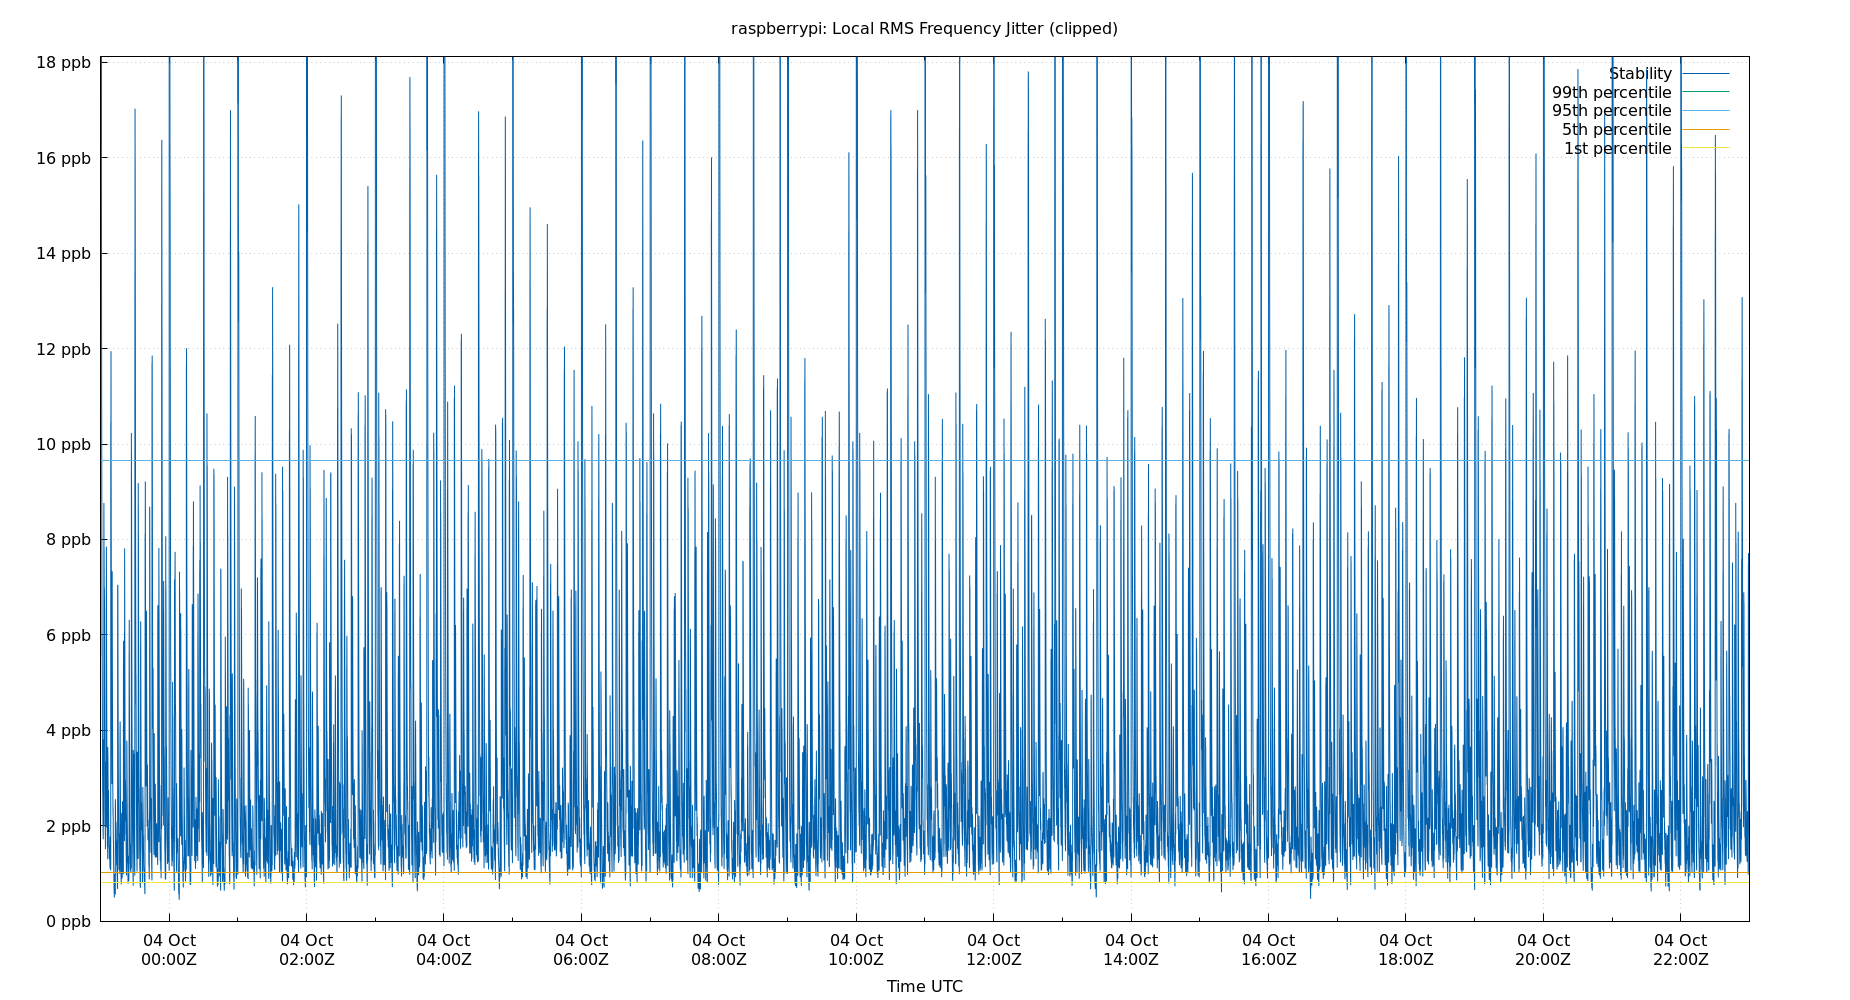 raspberrypi: Local RMS Frequency Jitter (clipped)
18 ppb
16 ppb
14 ppb
12 ppb
10 ppb
8 ppb
6 ppb
4 ppb
2 ppb
0 ppb
Stability
99th percentile
95th percentile
5th percentile
1st percentile
04 Oct 04 Oct 04 Oct 04 Oct 04 Oct 04 Oct 04 Oct 04 Oct 04 Oct 04 Oct 04 Oct 04 Oct
00:00Z 02:00Z 04:00Z 06:00Z 08:00Z 10:00Z 12:00Z 14:00Z 16:00Z 18:00Z 20:00Z 22:00Z
Time UTC